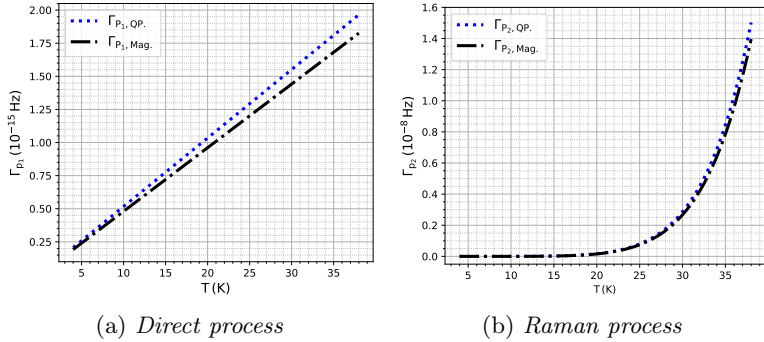 2.00
1.75
1.50
1.25
1.00
0.75
0.50
0.25
Γ_{p₁} (10⁻¹⁵ Hz)
Γ_{P₁, QP.}
Γ_{P₁, Mag.}
5 10 15 20 25 30 35
T (K)
(a) Direct process
1.6
1.4
1.2
1.0
0.8
0.6
0.4
0.2
0.0
Γ_{p₂} (10⁻⁸ Hz)
Γ_{P₂, QP.}
Γ_{P₂, Mag.}
5 10 15 20 25 30 35
T (K)
(b) Raman process